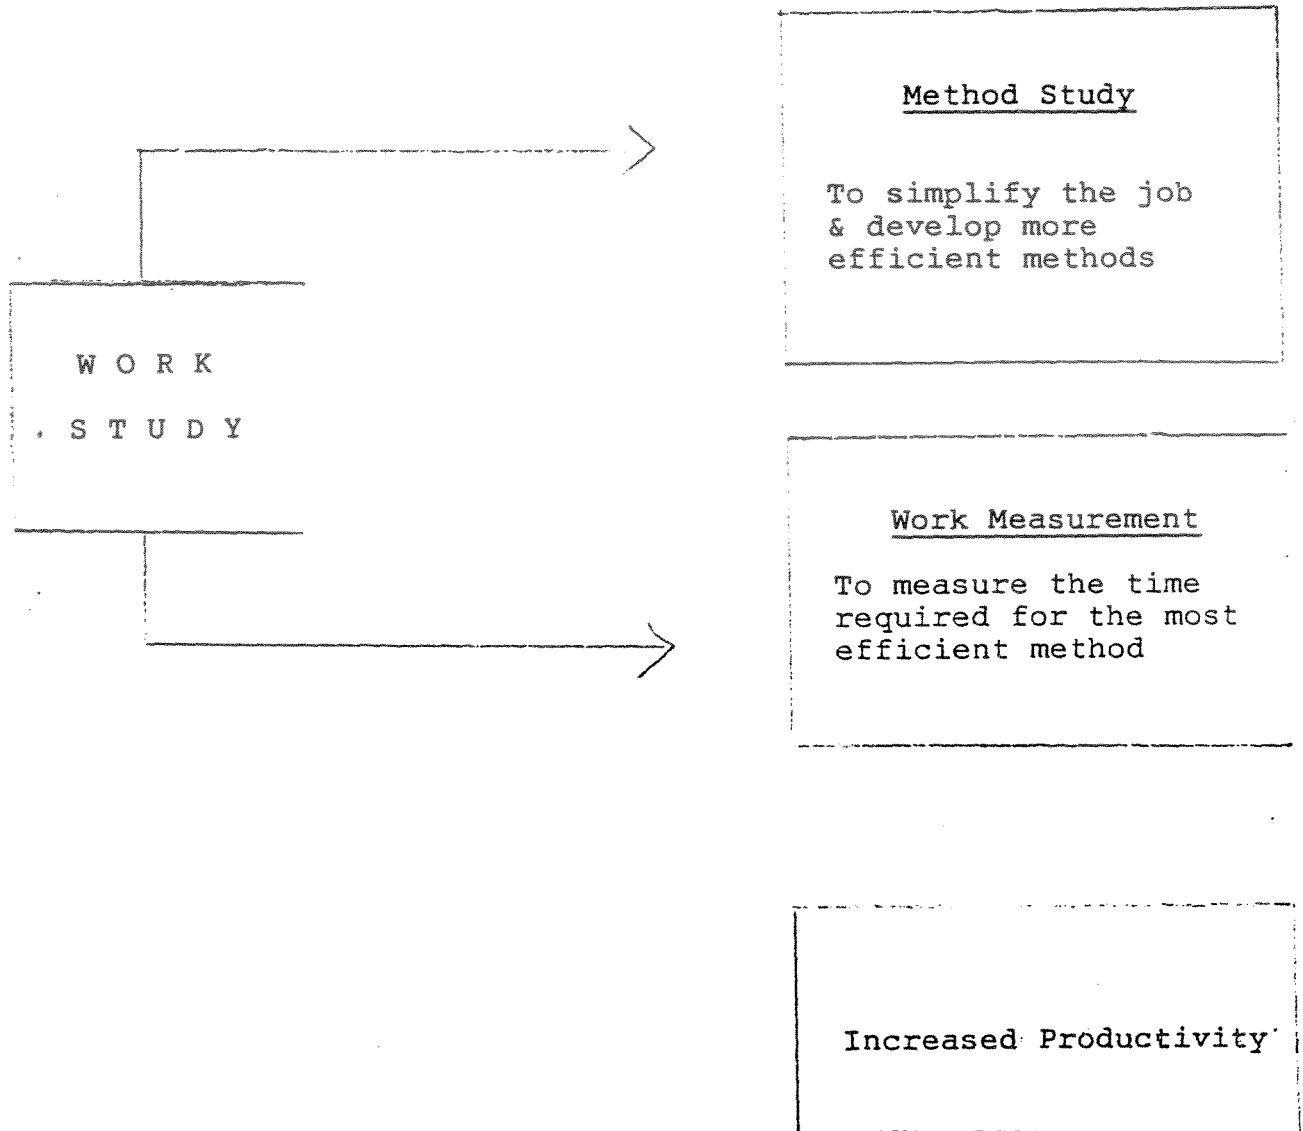 Method Study
To simplify the job
& develop more
efficient methods
W O R K
S T U D Y
Work Measurement
To measure the time
required for the most
efficient method
Increased Productivity